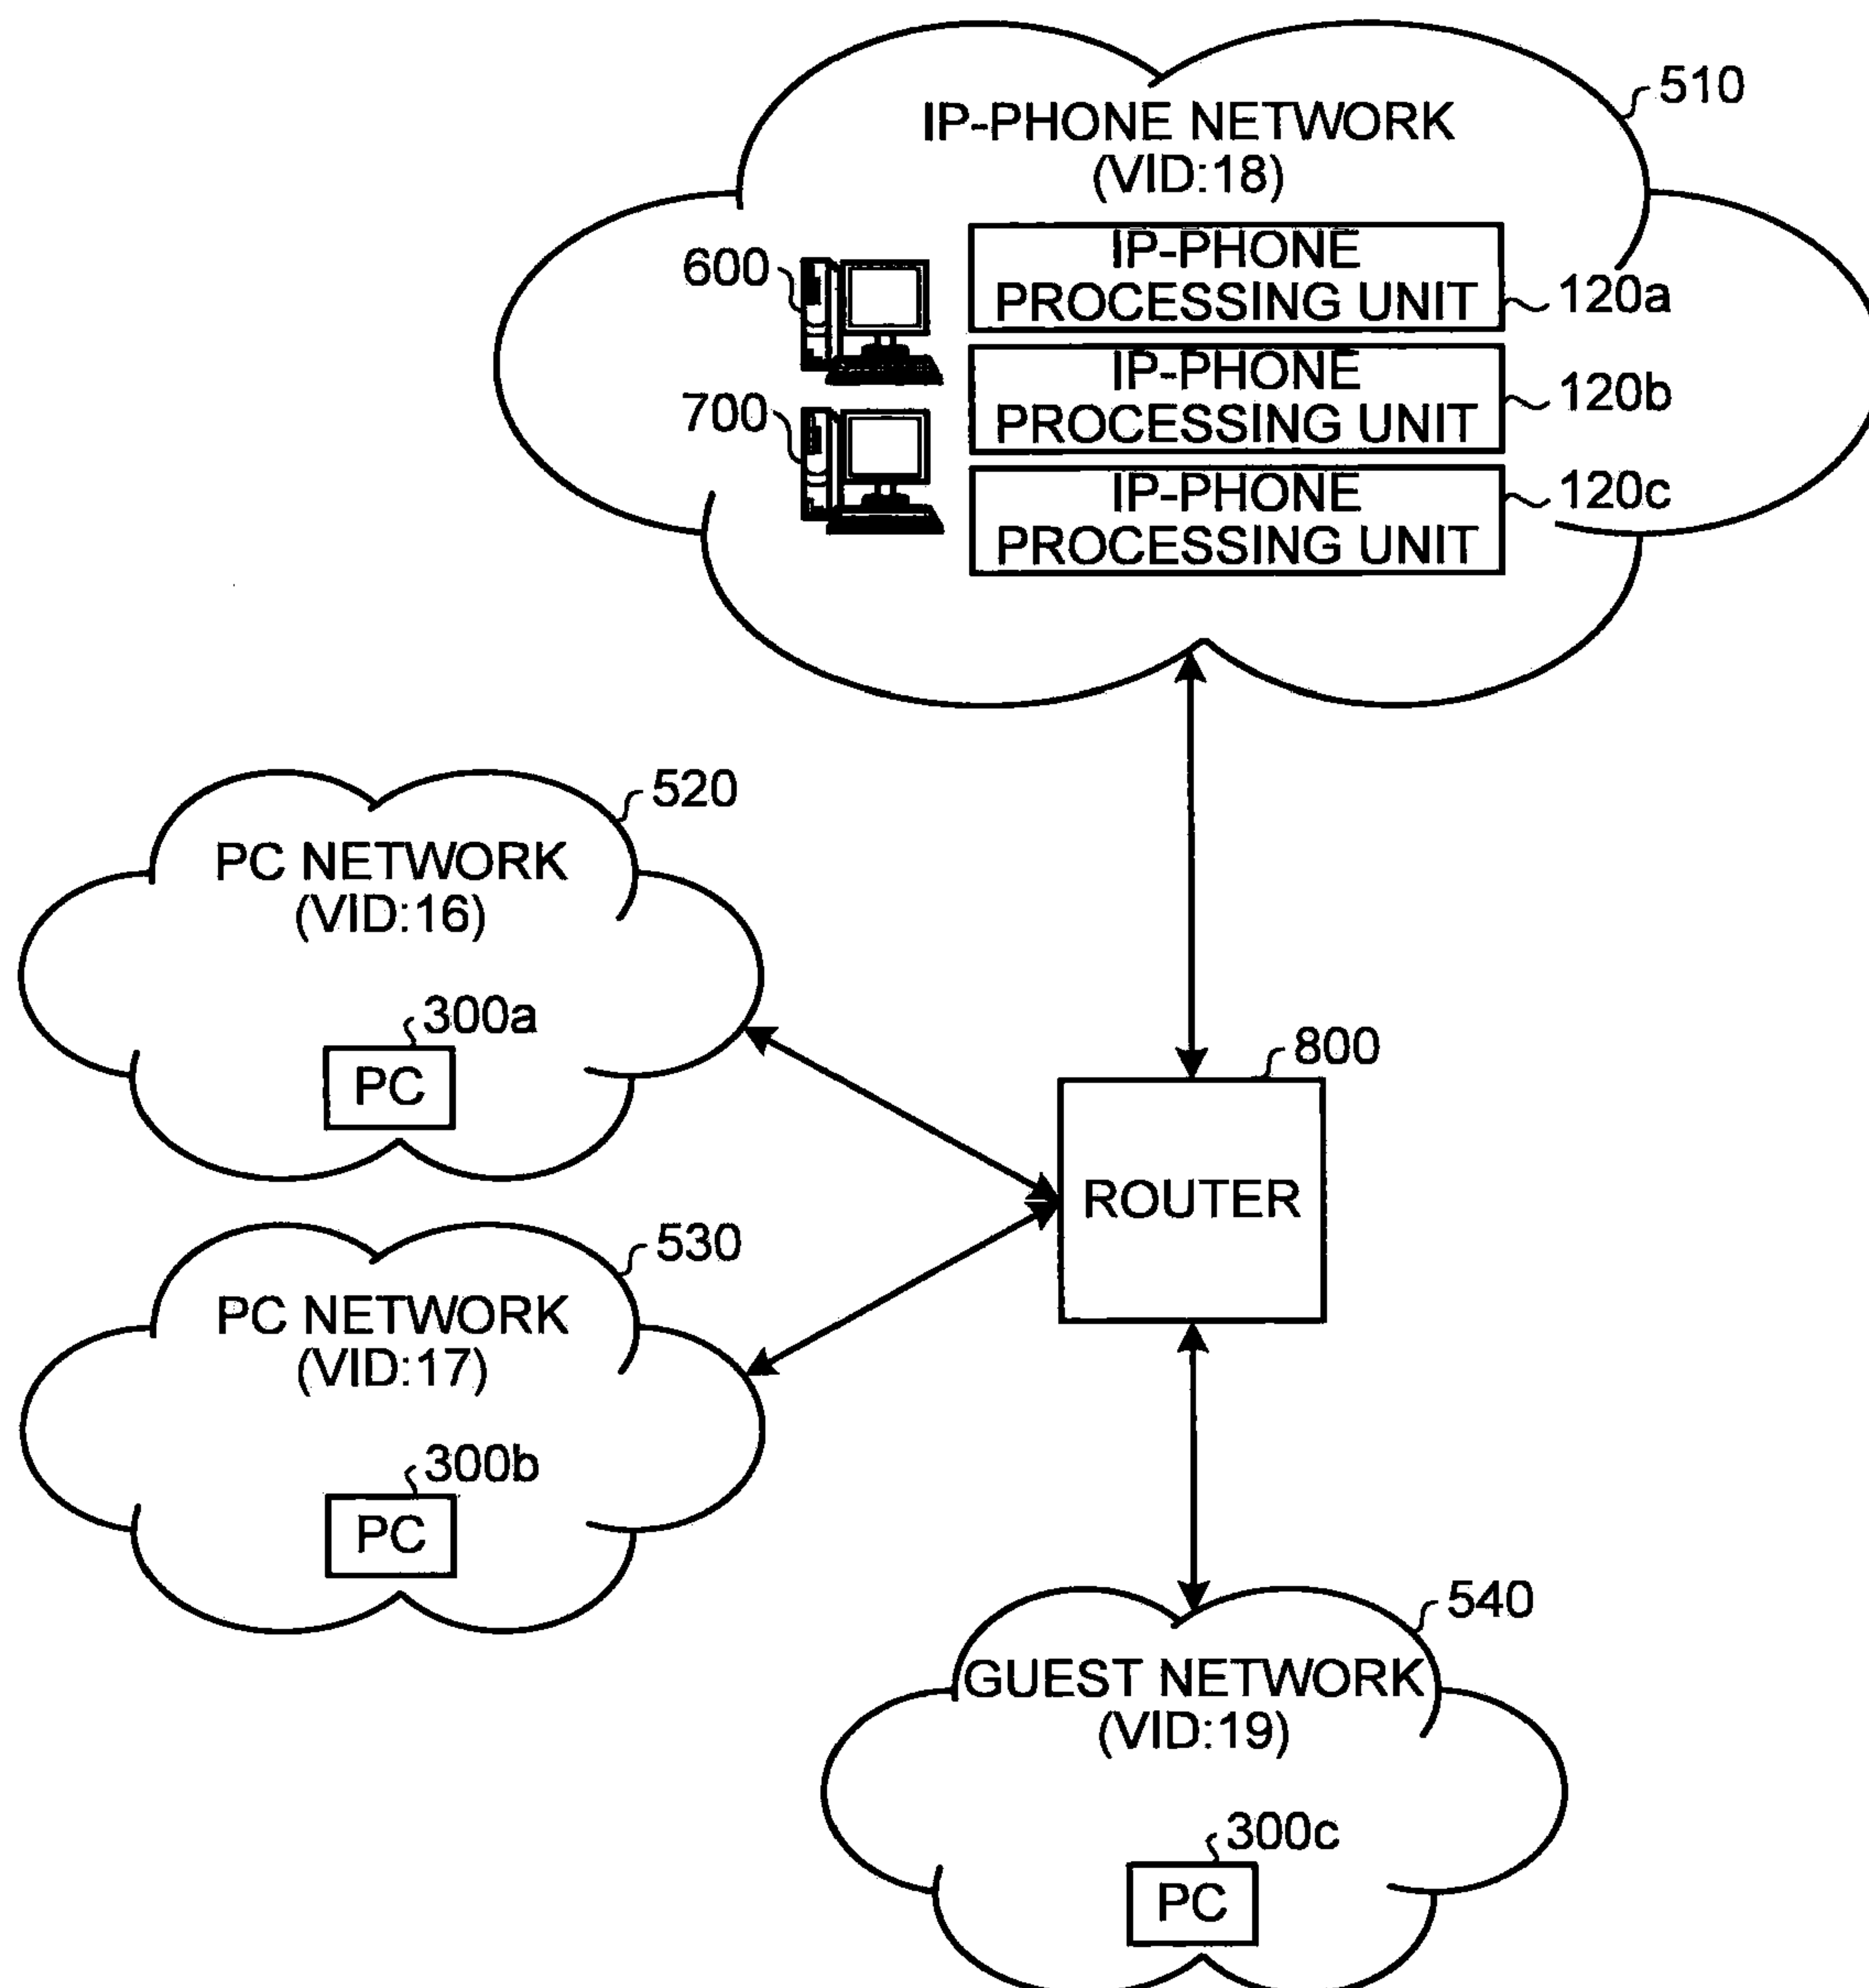 510
IP-PHONE NETWORK
(VID:18)
600
IP-PHONE
PROCESSING UNIT
120a
700
IP-PHONE
PROCESSING UNIT
120b
IP-PHONE
PROCESSING UNIT
120c
520
PC NETWORK
(VID:16)
300a
PC
800
ROUTER
530
PC NETWORK
(VID:17)
300b
PC
540
GUEST NETWORK
(VID:19)
300c
PC